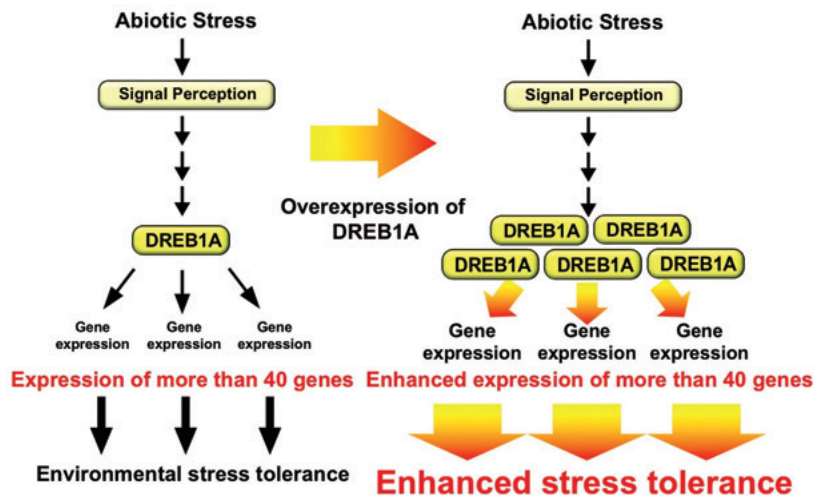 Abiotic Stress
Signal Perception
DREB1A
Gene
expression
Gene
expression
Gene
expression
Expression of more than 40 genes
Environmental stress tolerance
Overexpression of
DREB1A
Abiotic Stress
Signal Perception
DREB1A
DREB1A
DREB1A
DREB1A
DREB1A
Gene
expression
Gene
expression
Gene
expression
Enhanced expression of more than 40 genes
Enhanced stress tolerance